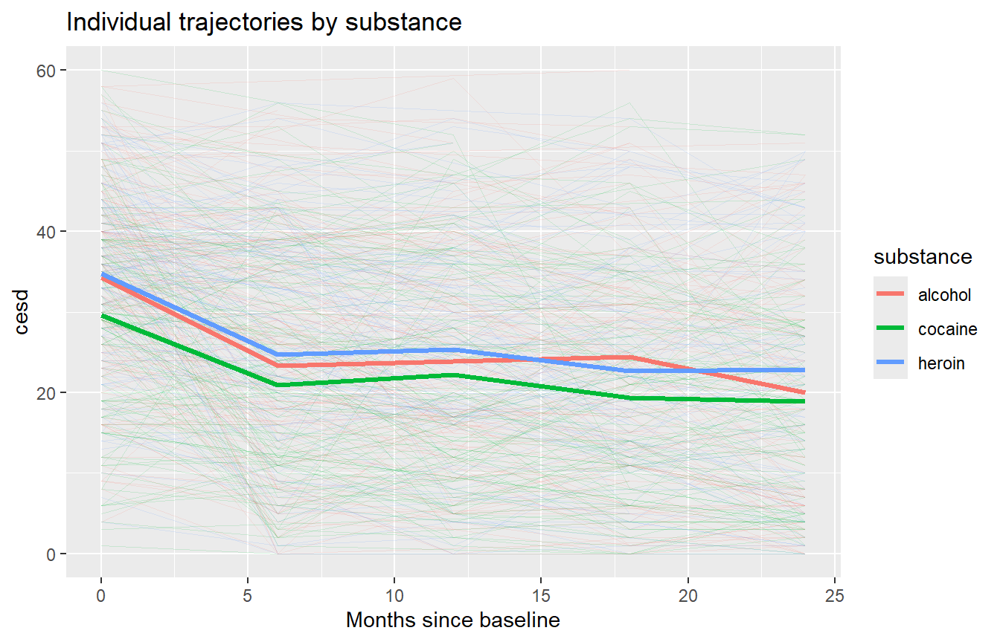 Individual trajectories by substance
60
40
20
0
cesd
0 5 10 15 20 25
Months since baseline
substance
alcohol
cocaine
heroin